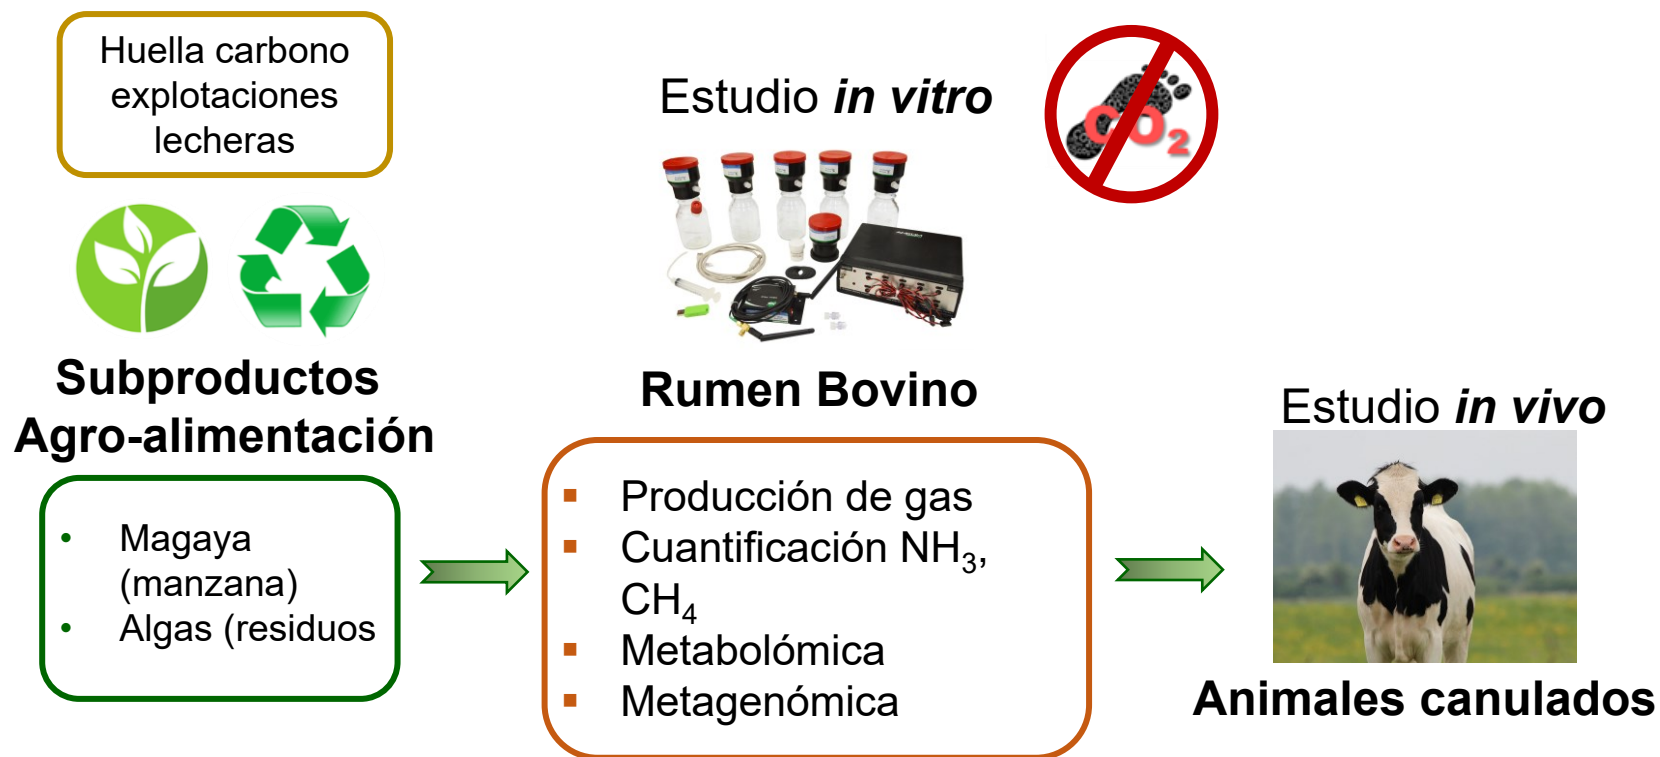 Huella carbono
explotaciones
lecheras
Subproductos
Agro-alimentación
• Magaya
(manzana)
• Algas (residuos
Estudio in vitro
CO₂
Rumen Bovino
▪ Producción de gas
▪ Cuantificación NH₃,
CH₄
▪ Metabolómica
▪ Metagenómica
Estudio in vivo
Animales canulados